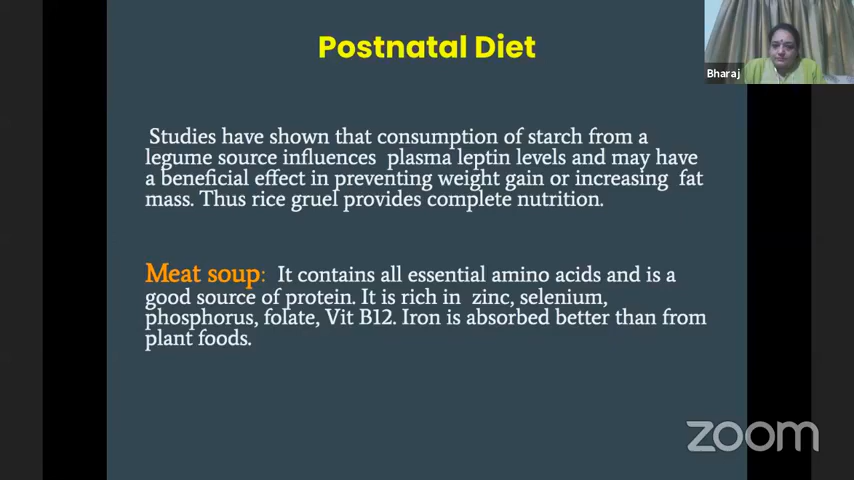 Postnatal Diet
Bharaj
Studies have shown that consumption of starch from a
legume source influences plasma leptin levels and may have
a beneficial effect in preventing weight gain or increasing fat
mass. Thus rice gruel provides complete nutrition.
Meat soup: It contains all essential amino acids and is a
good source of protein. It is rich in zinc, selenium,
phosphorus, folate, Vit B12. Iron is absorbed better than from
plant foods.
zoom